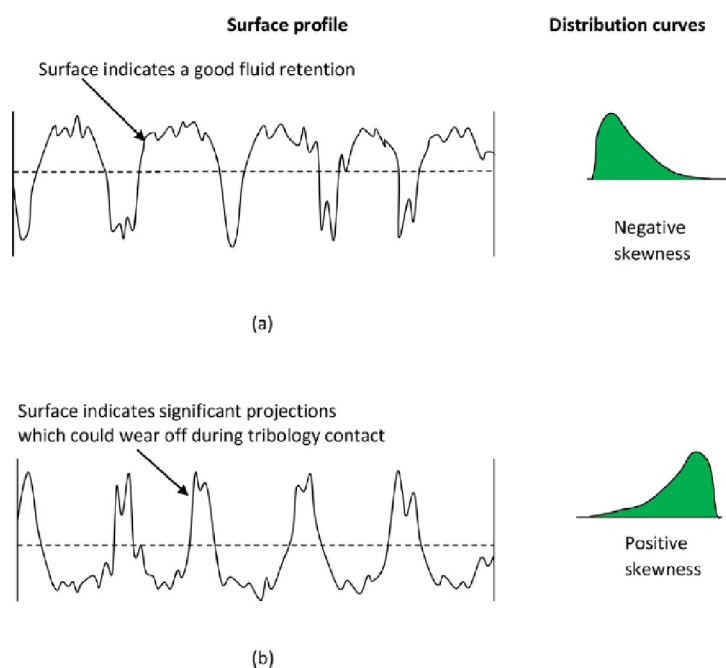 Surface profile
Distribution curves
Surface indicates a good fluid retention
Negative
skewness
(a)
Surface indicates significant projections
which could wear off during tribology contact
Positive
skewness
(b)